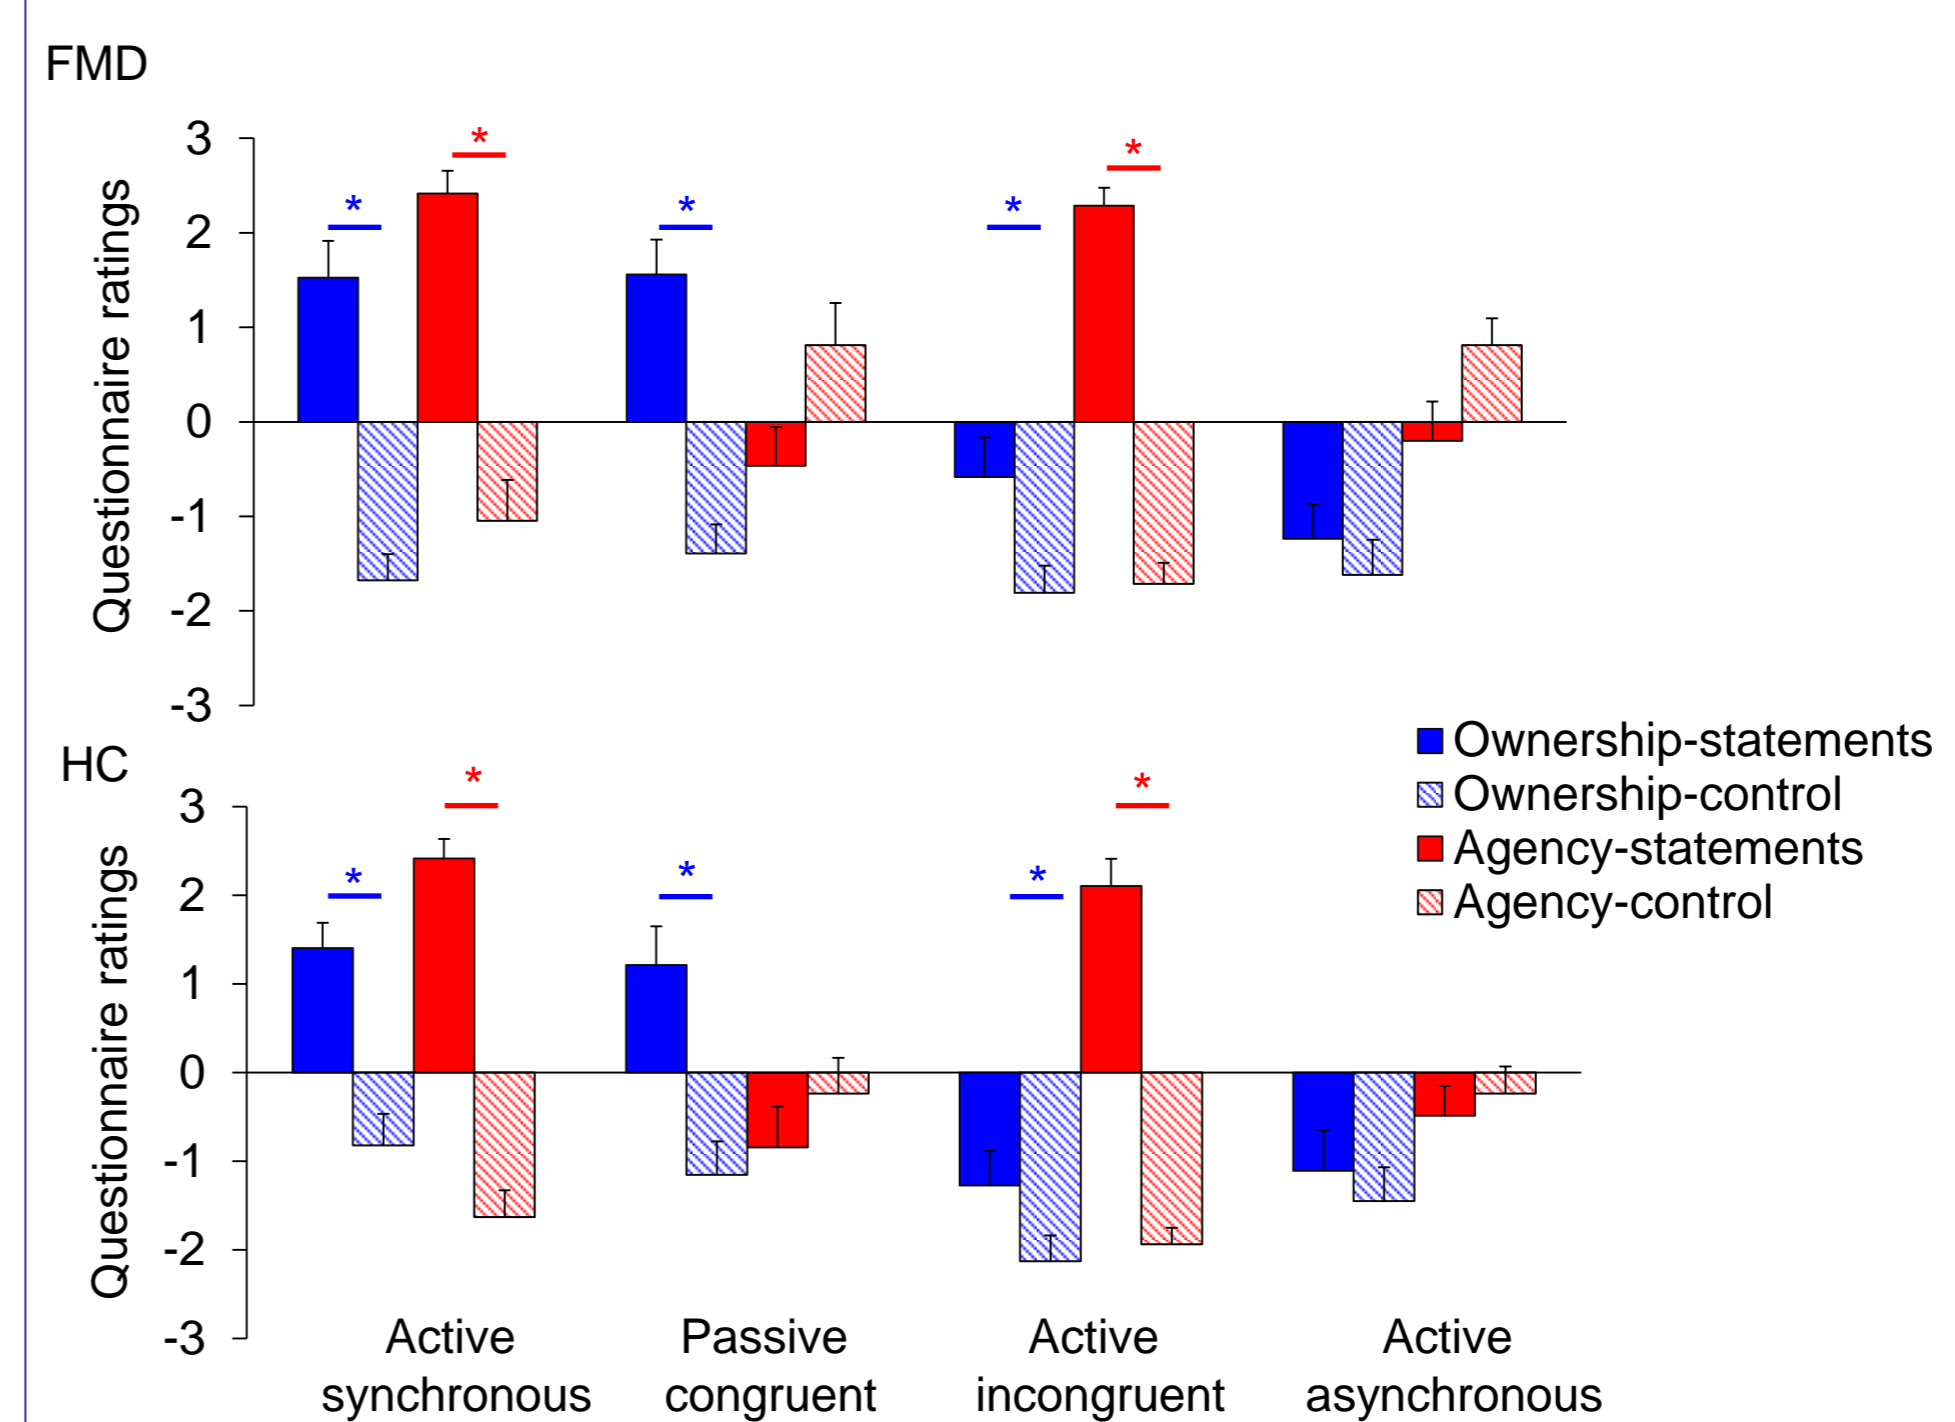 FMD
*
*
*
*
*
3
2
1
0
-1
-2
-3
Questionnaire ratings
HC
*
*
*
*
*
3
2
1
0
-1
-2
-3
Questionnaire ratings
Ownership-statements
Ownership-control
Agency-statements
Agency-control
Active
synchronous
Passive
congruent
Active
incongruent
Active
asynchronous